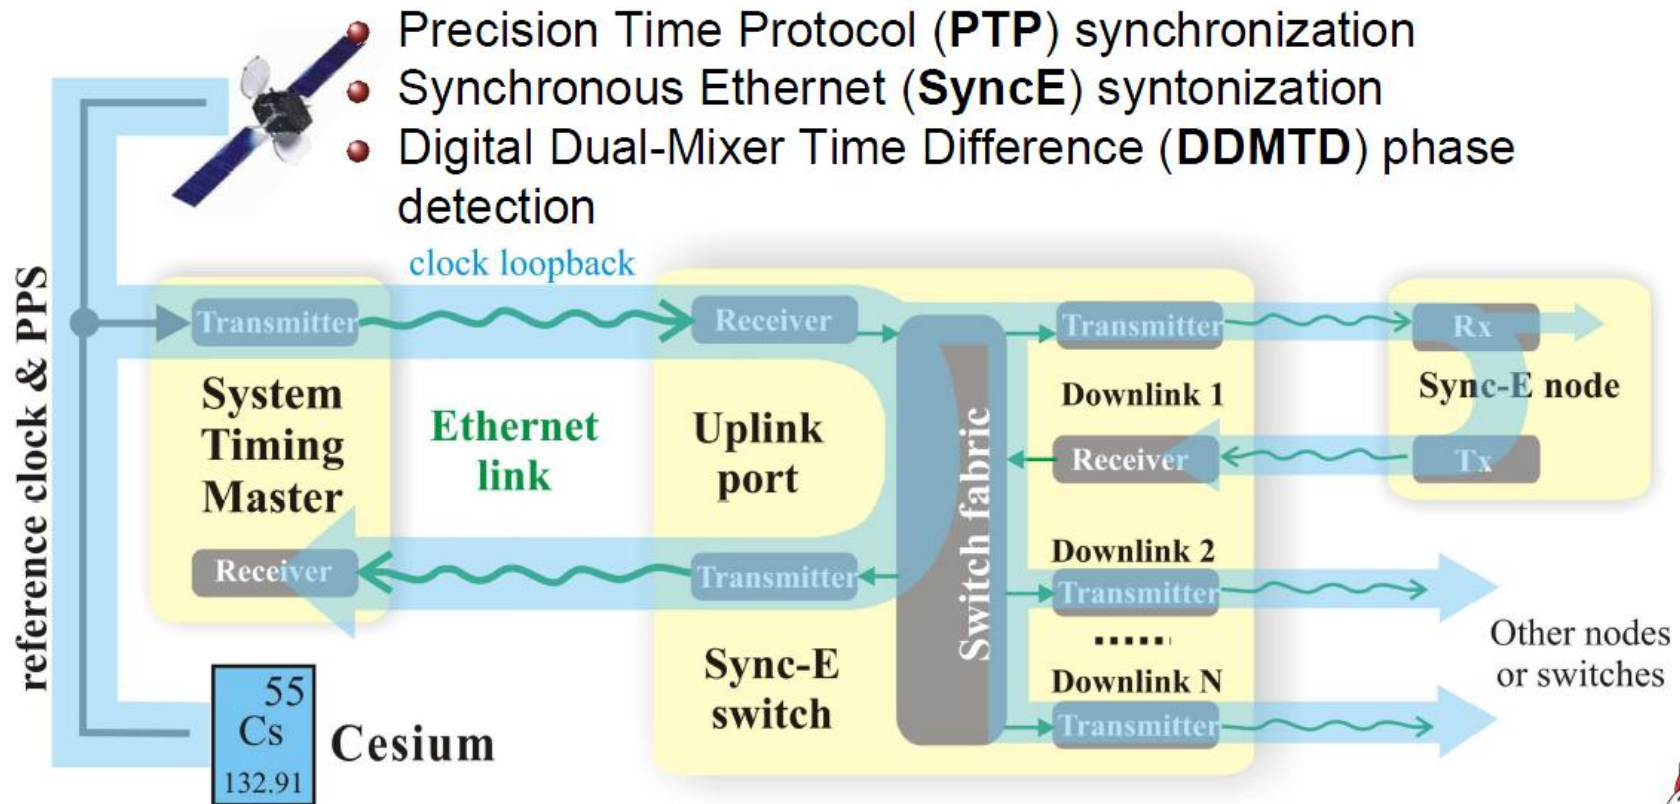 Precision Time Protocol (PTP) synchronization
Synchronous Ethernet (SyncE) syntonization
Digital Dual-Mixer Time Difference (DDMTD) phase
detection
reference clock & PPS
clock loopback
Transmitter
System
Timing
Master
Receiver
Ethernet
link
Receiver
Uplink
port
Transmitter
Sync-E
switch
Switch fabric
Transmitter
Downlink 1
Receiver
Downlink 2
Transmitter
Downlink N
Transmitter
Rx
Sync-E node
Tx
Other nodes
or switches
55
Cs
132.91
Cesium